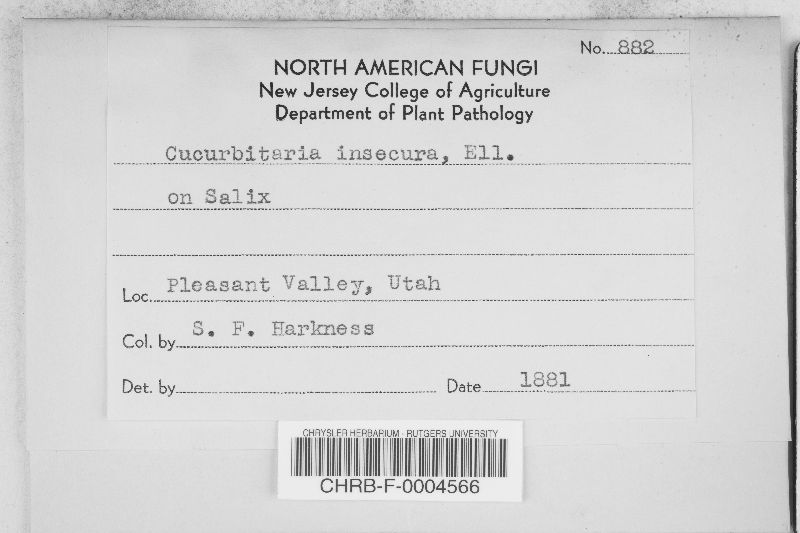 No. 882
NORTH AMERICAN FUNGI
New Jersey College of Agriculture
Department of Plant Pathology
Cucurbitaria insecura, Ell.
on Salix
Loc. Pleasant Valley, Utah
Col. by S. F. Harkness
Det. by Date 1881
CHRYSLER HERBARIUM - RUTGERS UNIVERSITY
CHRB-F-0004566